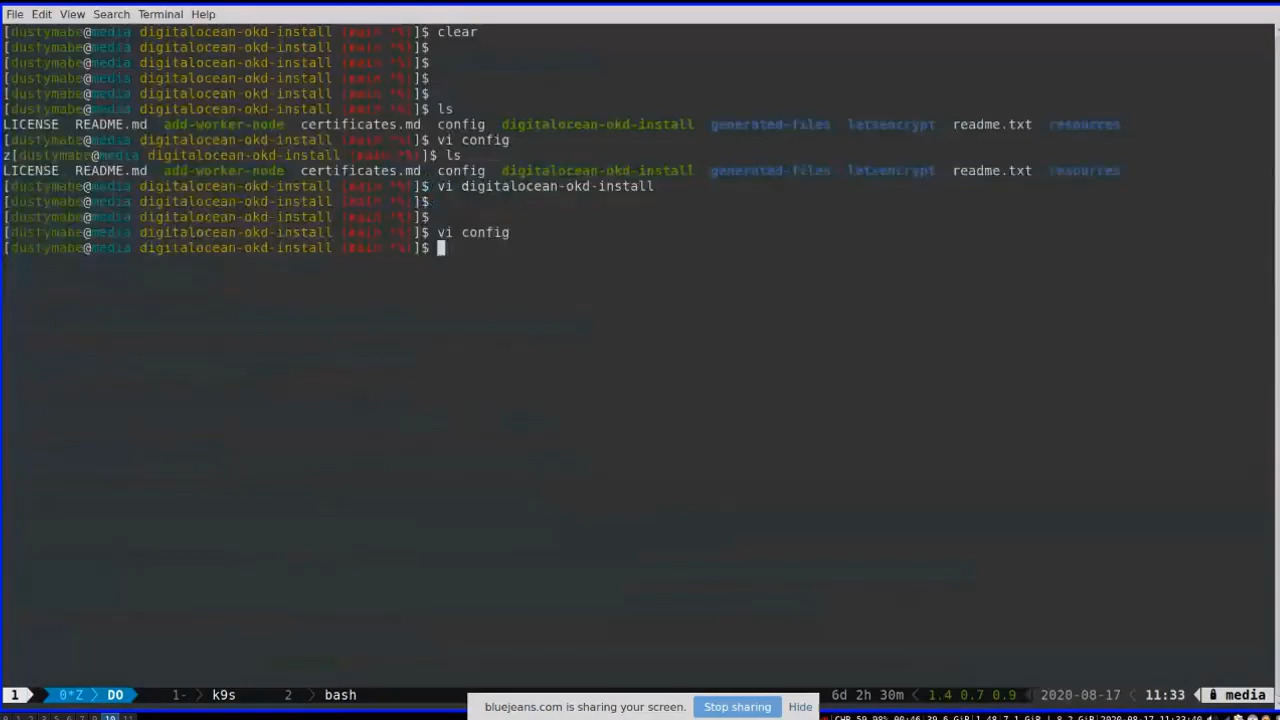 File Edit View Search Terminal Help
[dustymabe@media digitalocean-okd-install (main *%)]$ clear
[dustymabe@media digitalocean-okd-install (main *%)]$
[dustymabe@media digitalocean-okd-install (main *%)]$
[dustymabe@media digitalocean-okd-install (main *%)]$
[dustymabe@media digitalocean-okd-install (main *%)]$
[dustymabe@media digitalocean-okd-install (main *%)]$ ls
LICENSE README.md add-worker-node certificates.md config digitalocean-okd-install generated-files letsencrypt readme.txt resources
[dustymabe@media digitalocean-okd-install (main *%)]$ vi config
z[dustymabe@media digitalocean-okd-install (main *%)]$ ls
LICENSE README.md add-worker-node certificates.md config digitalocean-okd-install generated-files letsencrypt readme.txt resources
[dustymabe@media digitalocean-okd-install (main *%)]$ vi digitalocean-okd-install
[dustymabe@media digitalocean-okd-install (main *%)]$
[dustymabe@media digitalocean-okd-install (main *%)]$
[dustymabe@media digitalocean-okd-install (main *%)]$ vi config
[dustymabe@media digitalocean-okd-install (main *%)]$
1 0*Z DO 1- k9s 2 bash 6d 2h 30m 1.4 0.7 0.9 2020-08-17 11:33 media
bluejeans.com is sharing your screen. Stop sharing Hide